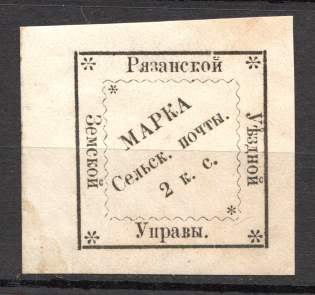 Рязанской
Уѣздной
Управы.
Земской
МАРКА
Сельск. почты.
2 к. с.